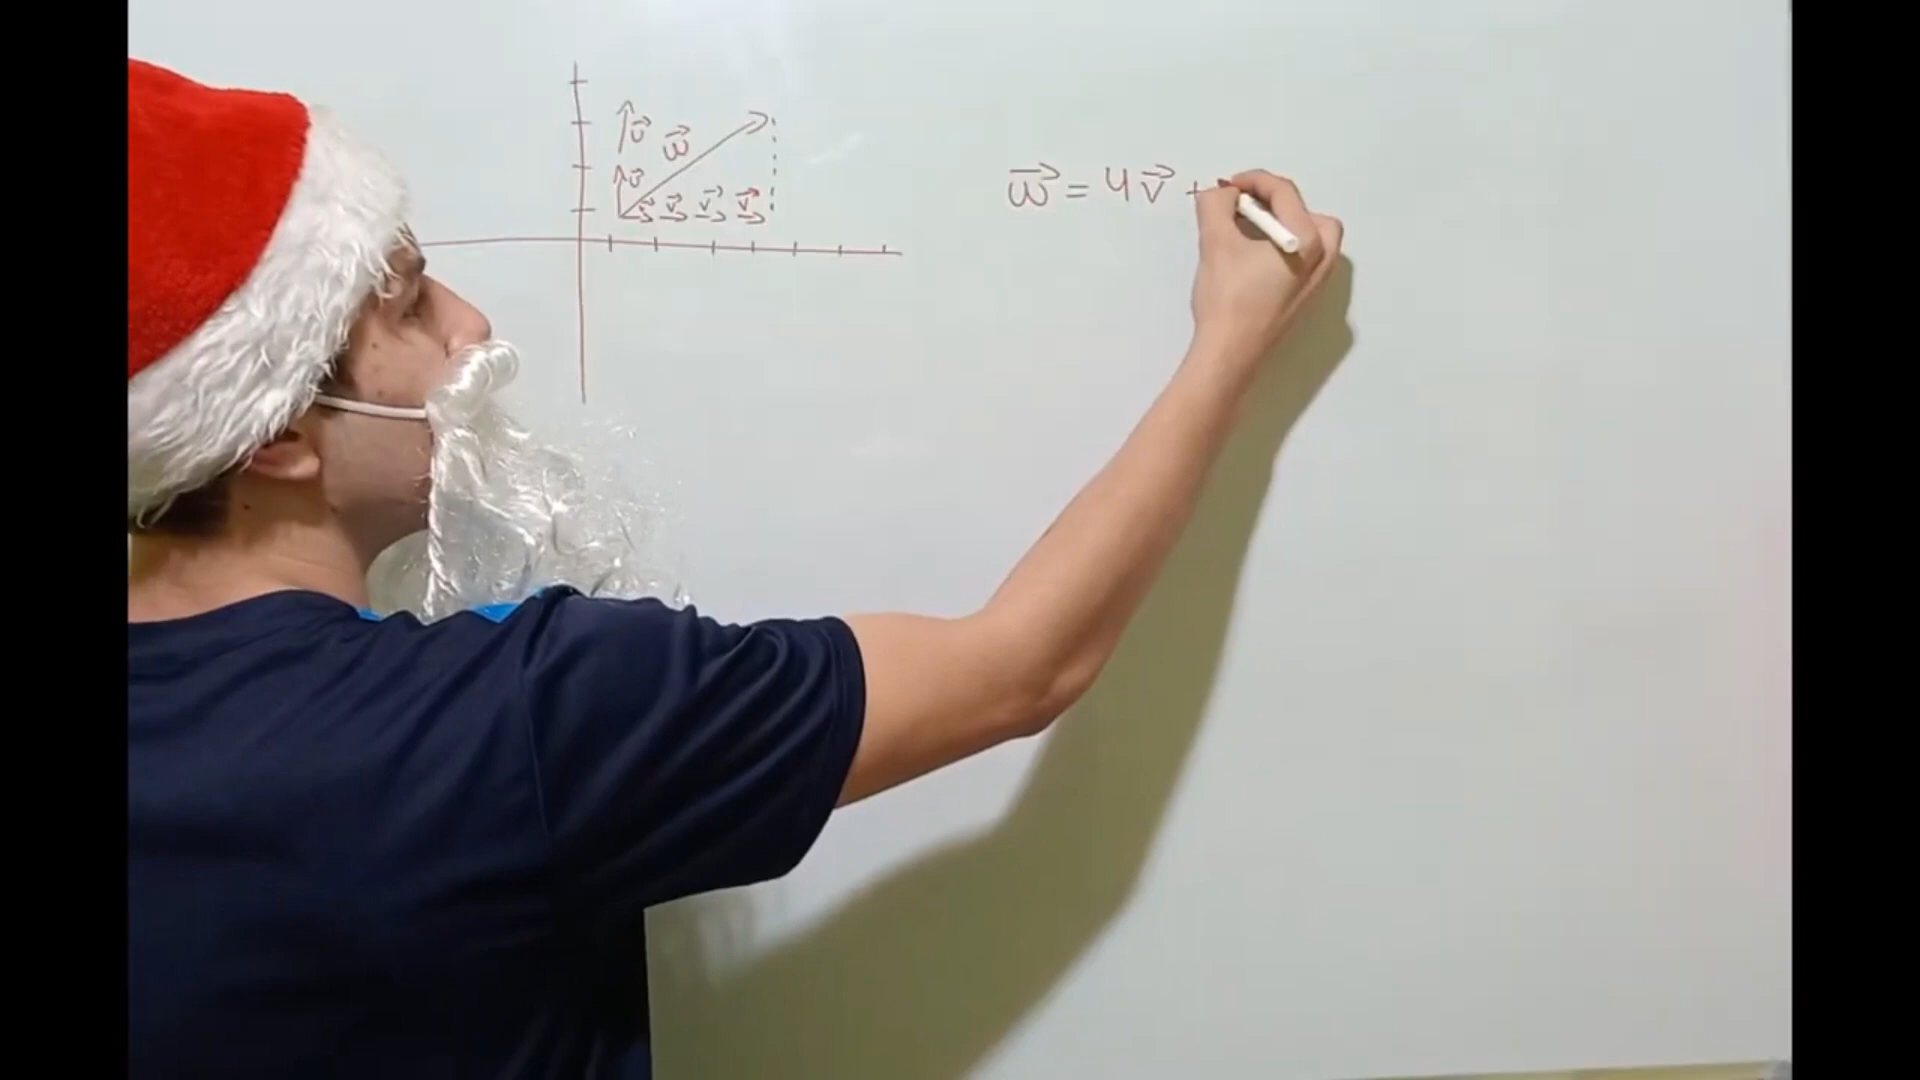 u⃗
w⃗
u⃗
v⃗ v⃗ v⃗ v⃗
w⃗ = 4v⃗ +